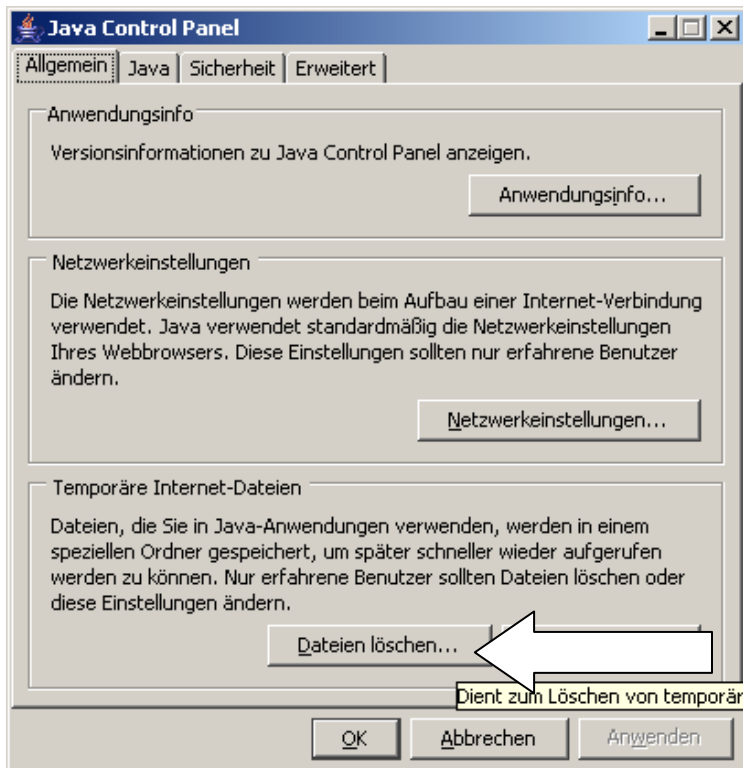 Java Control Panel
Allgemein Java Sicherheit Erweitert
Anwendungsinfo
Versionsinformationen zu Java Control Panel anzeigen.
Anwendungsinfo...
Netzwerkeinstellungen
Die Netzwerkeinstellungen werden beim Aufbau einer Internet-Verbindung
verwendet. Java verwendet standardmäßig die Netzwerkeinstellungen
Ihres Webbrowsers. Diese Einstellungen sollten nur erfahrene Benutzer
ändern.
Netzwerkeinstellungen...
Temporäre Internet-Dateien
Dateien, die Sie in Java-Anwendungen verwenden, werden in einem
speziellen Ordner gespeichert, um später schneller wieder aufgerufen
werden zu können. Nur erfahrene Benutzer sollten Dateien löschen oder
diese Einstellungen ändern.
Dateien löschen...
Dient zum Löschen von temporär
OK Abbrechen Anwenden